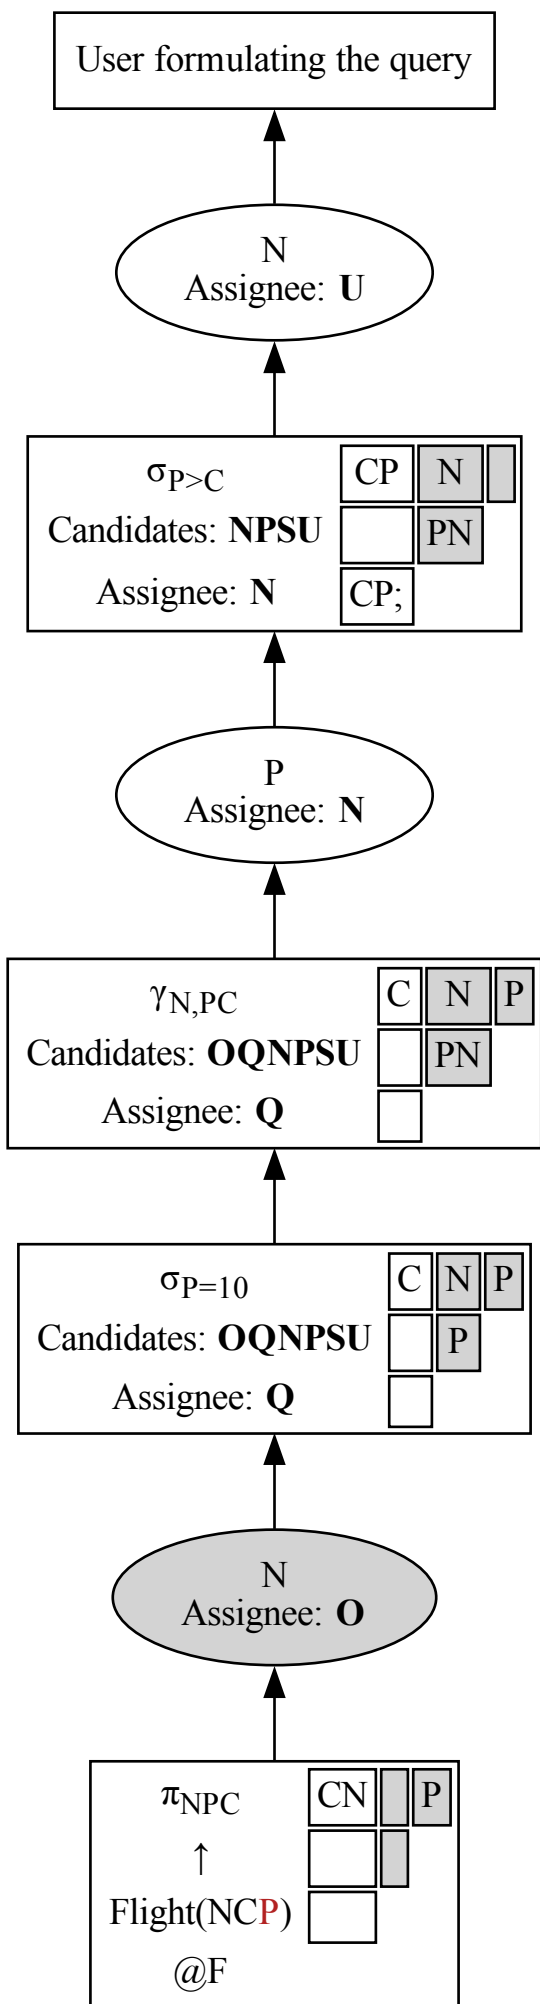 User formulating the query
N
Assignee: U
σP>C CP N
Candidates: NPSU PN
Assignee: N CP;
P
Assignee: N
γN,PC C N P
Candidates: OQNPSU PN
Assignee: Q
σP=10 C N P
Candidates: OQNPSU P
Assignee: Q
N
Assignee: O
πNPC CN P
↑
Flight(NCP)
@F